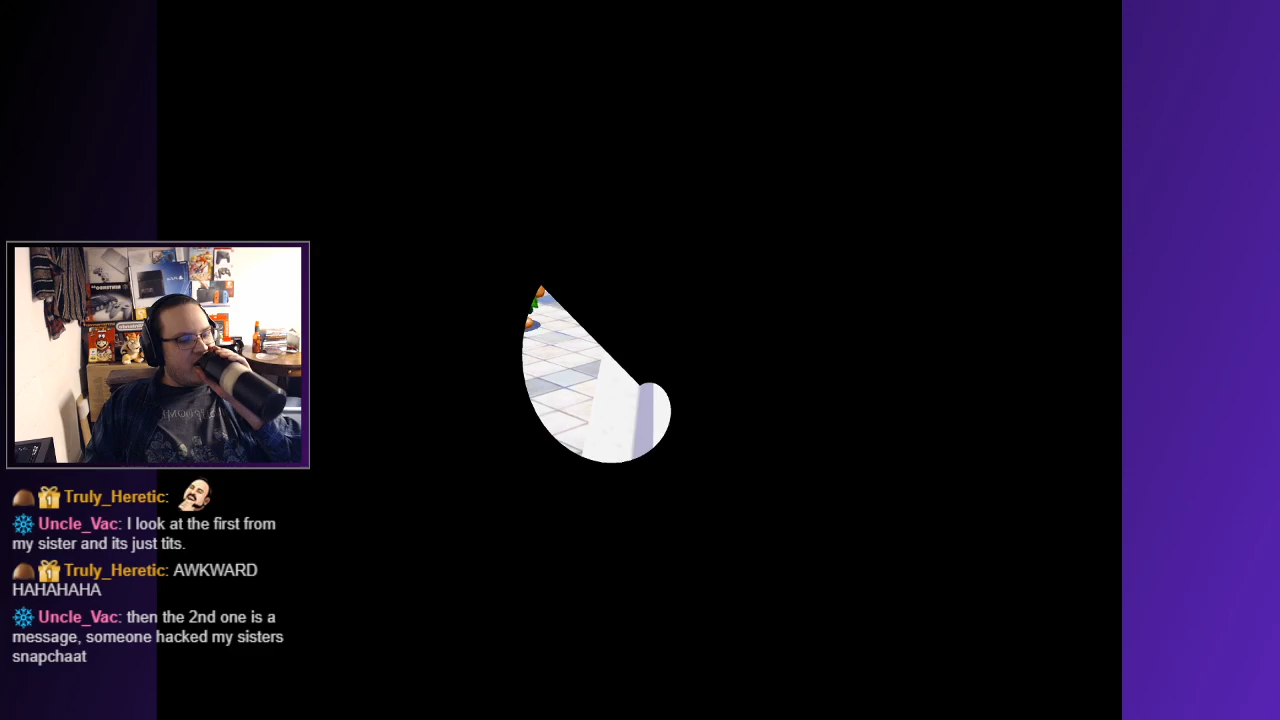 Truly_Heretic:
Uncle_Vac: I look at the first from
my sister and its just tits.
Truly_Heretic: AWKWARD
HAHAHAHA
Uncle_Vac: then the 2nd one is a
message, someone hacked my sisters
snapchaat